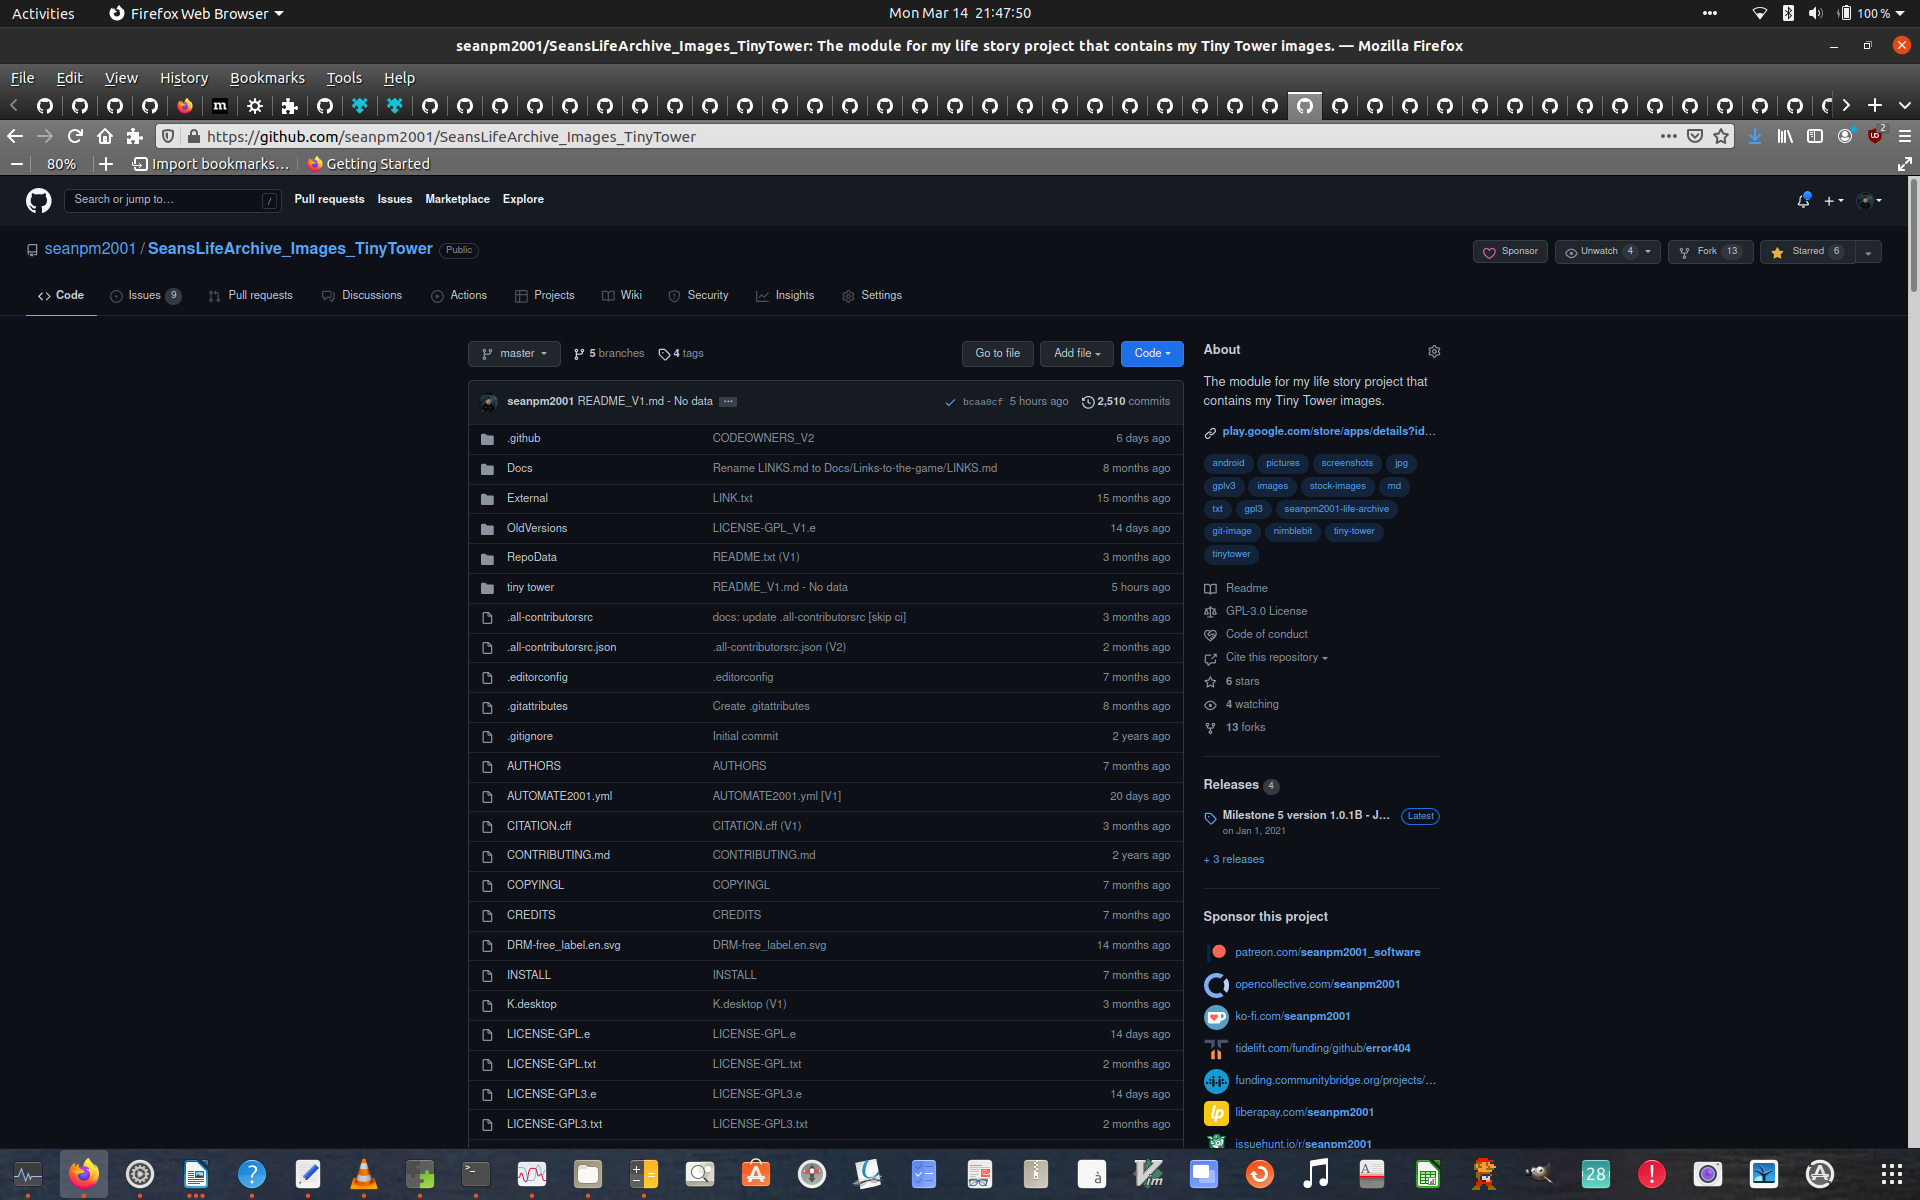 Activities
Firefox Web Browser
Mon Mar 14 21:47:50
100 %
seanpm2001/SeansLifeArchive_Images_TinyTower: The module for my life story project that contains my Tiny Tower images. — Mozilla Firefox
File Edit View History Bookmarks Tools Help
https://github.com/seanpm2001/SeansLifeArchive_Images_TinyTower
2
80%
Import bookmarks...
Getting Started
Search or jump to...
/
Pull requests Issues Marketplace Explore
seanpm2001 / SeansLifeArchive_Images_TinyTower Public
Sponsor
Unwatch 4
Fork 13
Starred 6
Code
Issues 9
Pull requests
Discussions
Actions
Projects
Wiki
Security
Insights
Settings
master
5 branches
4 tags
Go to file
Add file
Code
seanpm2001 README_V1.md - No data ...
bcaa0cf 5 hours ago 2,510 commits
.github CODEOWNERS_V2 6 days ago
Docs Rename LINKS.md to Docs/Links-to-the-game/LINKS.md 8 months ago
External LINK.txt 15 months ago
OldVersions LICENSE-GPL_V1.e 14 days ago
RepoData README.txt (V1) 3 months ago
tiny tower README_V1.md - No data 5 hours ago
.all-contributorsrc docs: update .all-contributorsrc [skip ci] 3 months ago
.all-contributorsrc.json .all-contributorsrc.json (V2) 2 months ago
.editorconfig .editorconfig 7 months ago
.gitattributes Create .gitattributes 8 months ago
.gitignore Initial commit 2 years ago
AUTHORS AUTHORS 7 months ago
AUTOMATE2001.yml AUTOMATE2001.yml [V1] 20 days ago
CITATION.cff CITATION.cff (V1) 3 months ago
CONTRIBUTING.md CONTRIBUTING.md 2 years ago
COPYINGL COPYINGL 7 months ago
CREDITS CREDITS 7 months ago
DRM-free_label.en.svg DRM-free_label.en.svg 14 months ago
INSTALL INSTALL 7 months ago
K.desktop K.desktop (V1) 3 months ago
LICENSE-GPL.e LICENSE-GPL.e 14 days ago
LICENSE-GPL.txt LICENSE-GPL.txt 2 months ago
LICENSE-GPL3.e LICENSE-GPL3.e 14 days ago
LICENSE-GPL3.txt LICENSE-GPL3.txt 2 months ago
About
The module for my life story project that
contains my Tiny Tower images.
play.google.com/store/apps/details?id...
android pictures screenshots jpg
gplv3 images stock-images md
txt gpl3 seanpm2001-life-archive
git-image nimblebit tiny-tower
tinytower
Readme
GPL-3.0 License
Code of conduct
Cite this repository
6 stars
4 watching
13 forks
Releases 4
Milestone 5 version 1.0.1B - J... Latest
on Jan 1, 2021
+ 3 releases
Sponsor this project
patreon.com/seanpm2001_software
opencollective.com/seanpm2001
ko-fi.com/seanpm2001
tidelift.com/funding/github/error404
funding.communitybridge.org/projects/...
liberapay.com/seanpm2001
issuehunt.io/r/seanpm2001
28